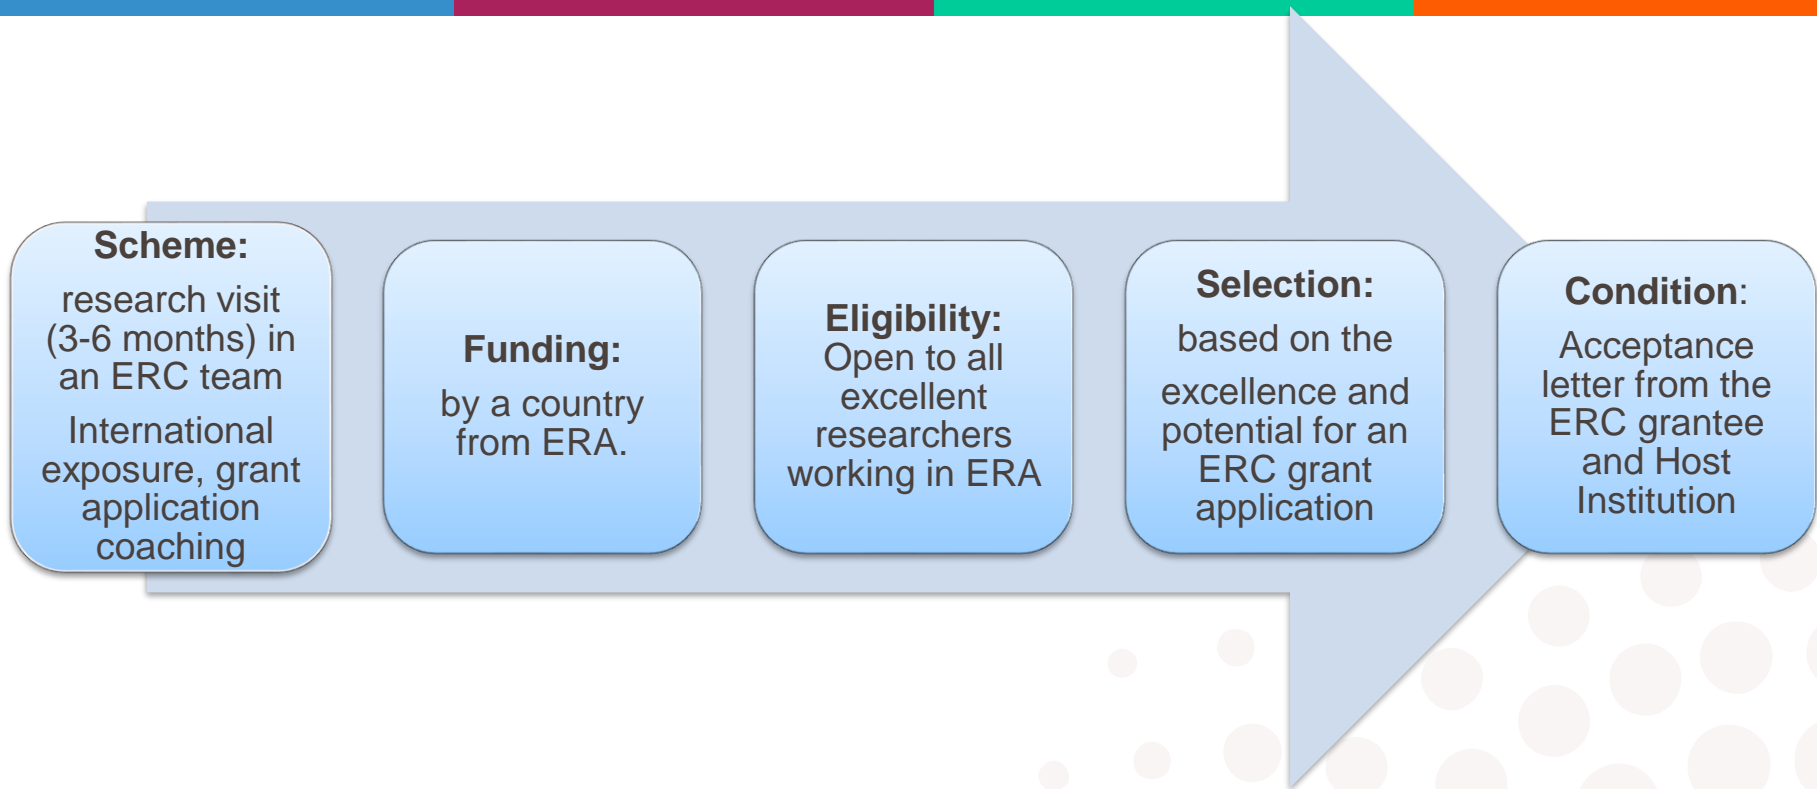 Scheme:
research visit
(3-6 months) in
an ERC team
International
exposure, grant
application
coaching
Funding:
by a country
from ERA.
Eligibility:
Open to all
excellent
researchers
working in ERA
Selection:
based on the
excellence and
potential for an
ERC grant
application
Condition:
Acceptance
letter from the
ERC grantee
and Host
Institution